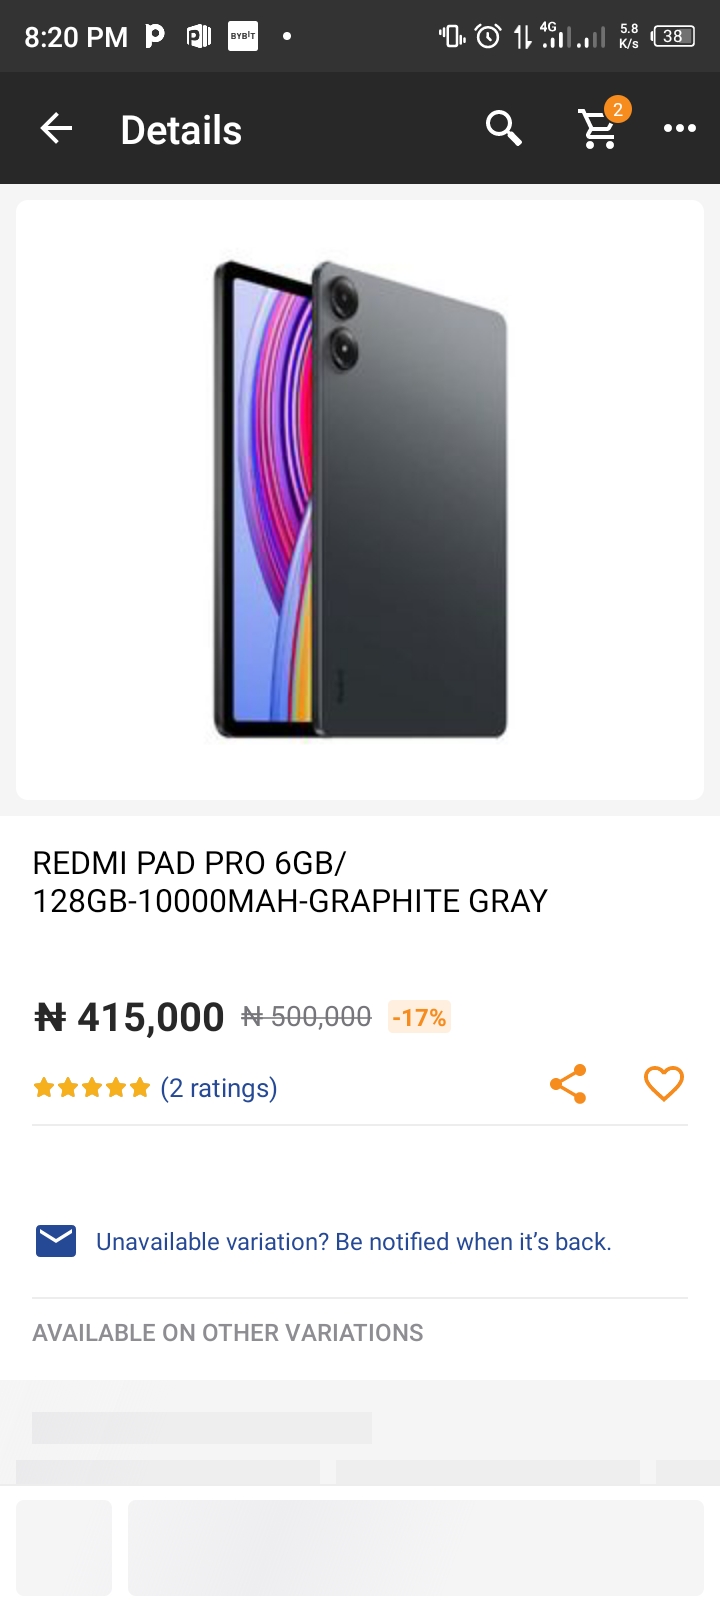 8:20 PM BYBIT 4G 5.8 K/s 38
Details 2
REDMI PAD PRO 6GB/
128GB-10000MAH-GRAPHITE GRAY
₦ 415,000 ₦ 500,000 -17%
(2 ratings)
Unavailable variation? Be notified when it’s back.
AVAILABLE ON OTHER VARIATIONS